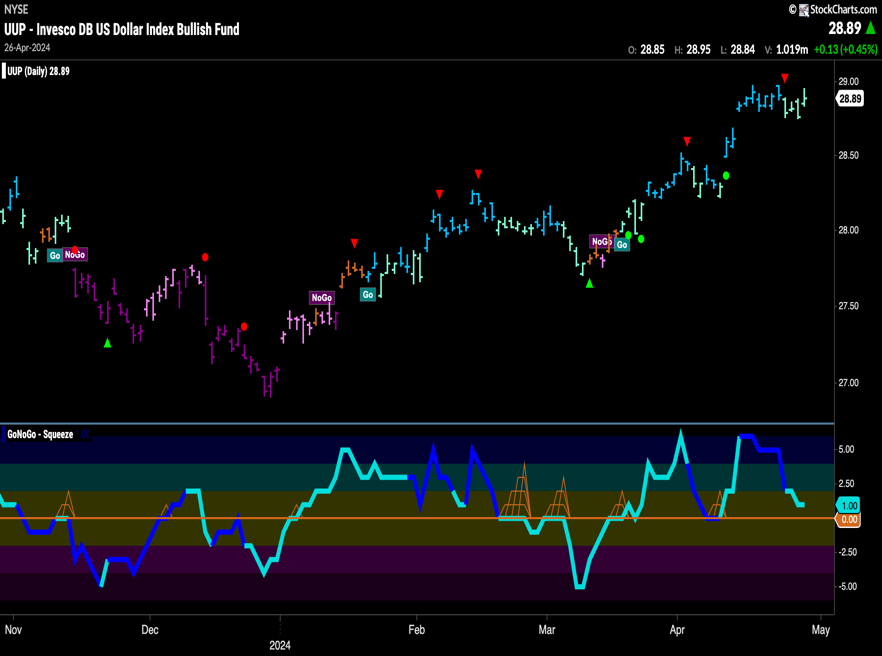 NYSE
© StockCharts.com
UUP - Invesco DB US Dollar Index Bullish Fund
28.89
26-Apr-2024
O: 28.85 H: 28.95 L: 28.84 V: 1.019m +0.13 (+0.45%)
UUP (Daily) 28.89
29.00
28.89
28.50
28.00
27.50
27.00
Go
NoGo
NoGo
Go
NoGo
Go
GoNoGo - Squeeze
5.00
2.50
1.00
0.00
-2.50
-5.00
Nov
Dec
Feb
Mar
Apr
May
2024